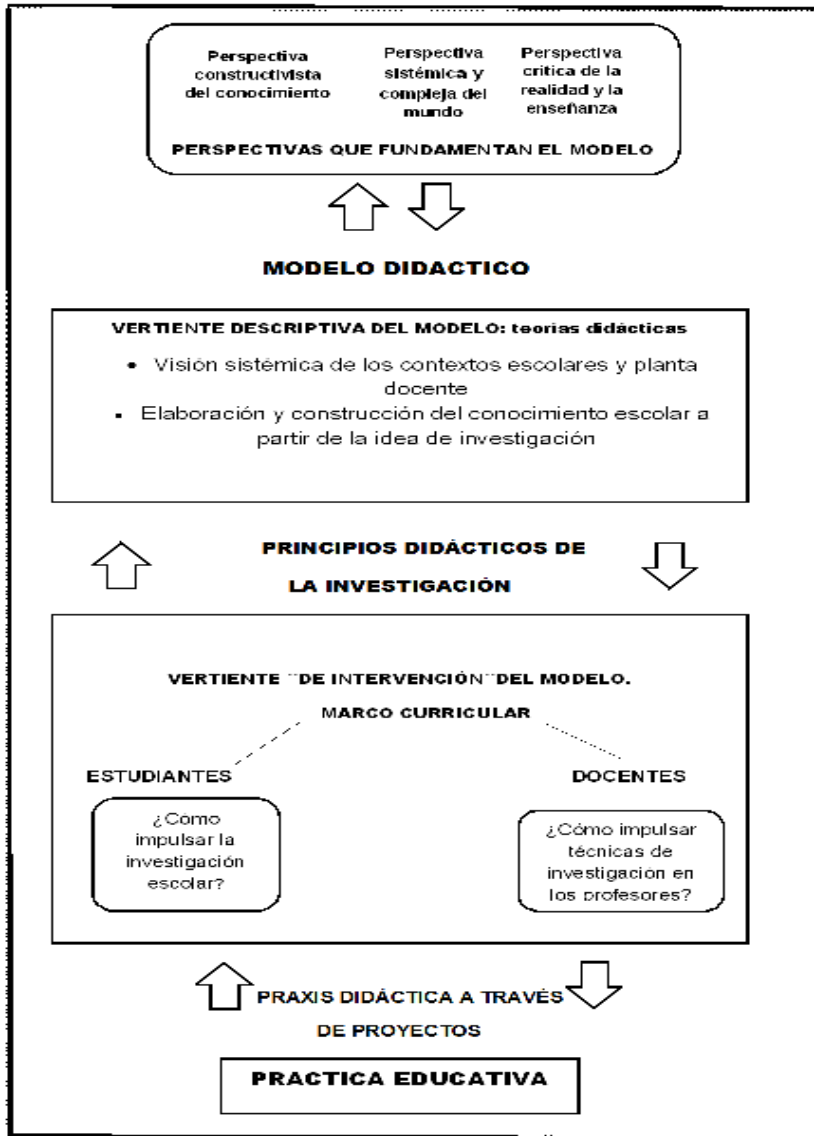 Perspectiva
constructivista
del conocimiento
Perspectiva
sistémica y
compleja del
mundo
Perspectiva
critica de la
realidad y la
enseñanza
PERSPECTIVAS QUE FUNDAMENTAN EL MODELO
MODELO DIDACTICO
VERTIENTE DESCRIPTIVA DEL MODELO: teorías didácticas
• Visión sistémica de los contextos escolares y planta
docente
• Elaboración y construcción del conocimiento escolar a
partir de la idea de investigación
PRINCIPIOS DIDÁCTICOS DE
LA INVESTIGACIÓN
VERTIENTE ¨DE INTERVENCIÓN¨DEL MODELO.
MARCO CURRICULAR
ESTUDIANTES
¿Cómo
impulsar la
investigación
escolar?
DOCENTES
¿Cómo impulsar
técnicas de
investigación en
los profesores?
PRAXIS DIDÁCTICA A TRAVÉS
DE PROYECTOS
PRACTICA EDUCATIVA